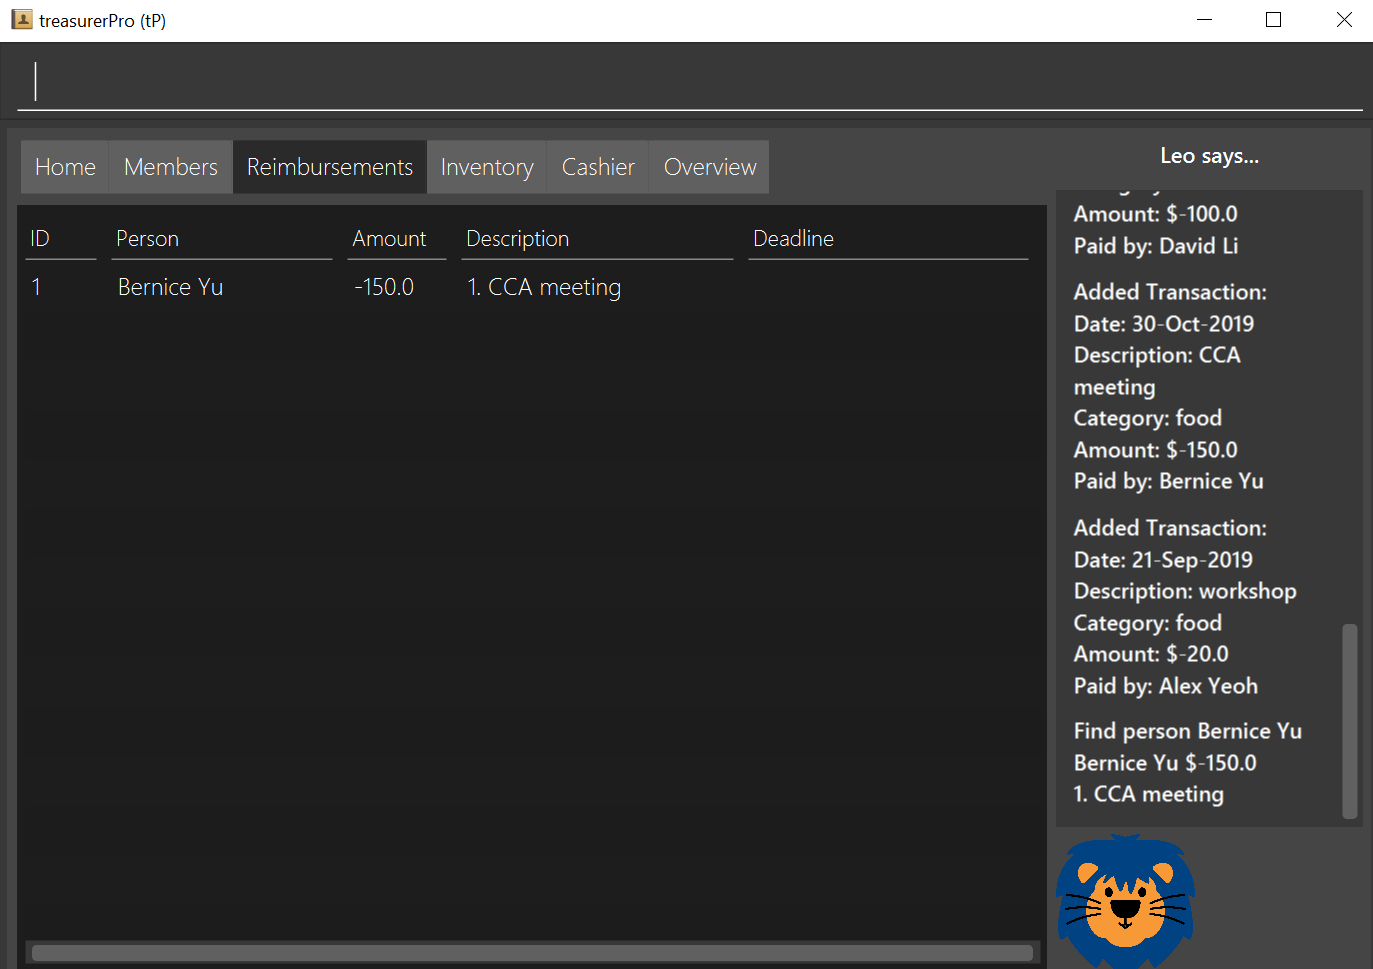 treasurerPro (tP)
Home Members Reimbursements Inventory Cashier Overview
ID Person Amount Description Deadline
1 Bernice Yu -150.0 1. CCA meeting
Leo says...
Amount: $-100.0
Paid by: David Li
Added Transaction:
Date: 30-Oct-2019
Description: CCA
meeting
Category: food
Amount: $-150.0
Paid by: Bernice Yu
Added Transaction:
Date: 21-Sep-2019
Description: workshop
Category: food
Amount: $-20.0
Paid by: Alex Yeoh
Find person Bernice Yu
Bernice Yu $-150.0
1. CCA meeting